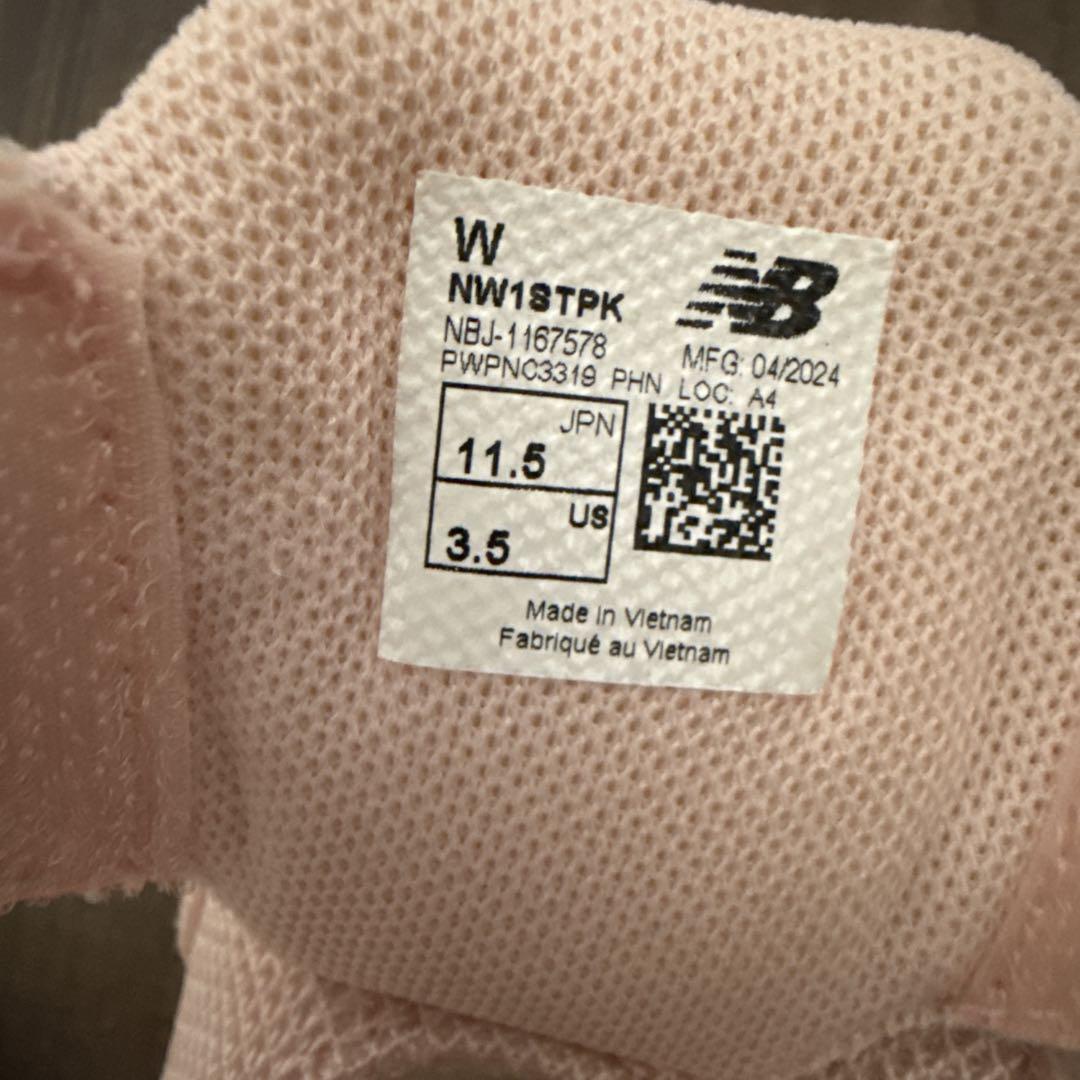 W
NW1STPK
NB
NBJ-1167578
MFG: 04/2024
PWPNC3319 PHN LOC: A4
JPN
11.5
US
3.5
Made in Vietnam
Fabriqué au Vietnam